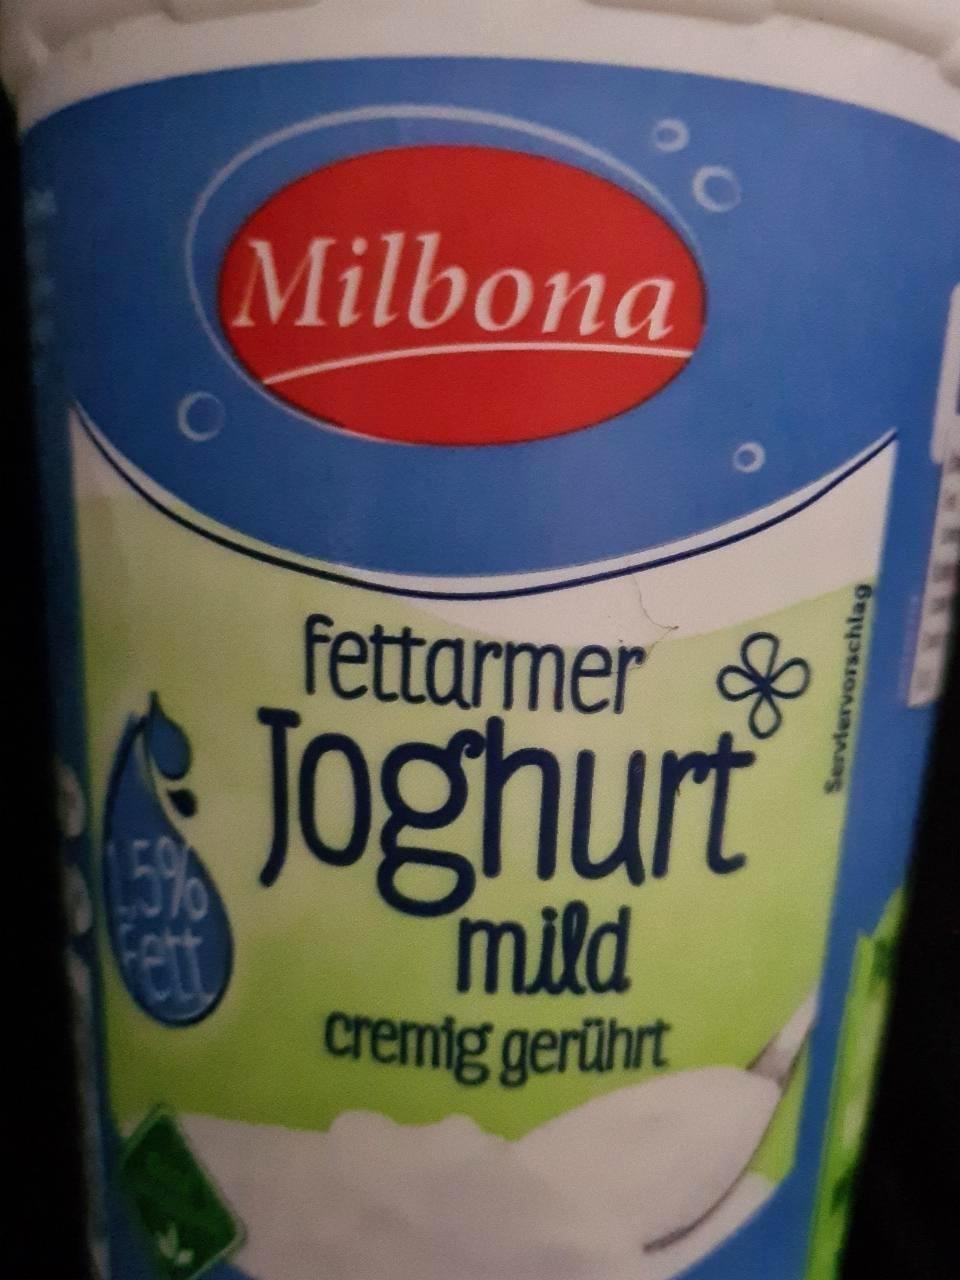 Milbona
fettarmer
Joghurt
mild
cremig gerührt
1,5%
Fett
Serviervorschlag